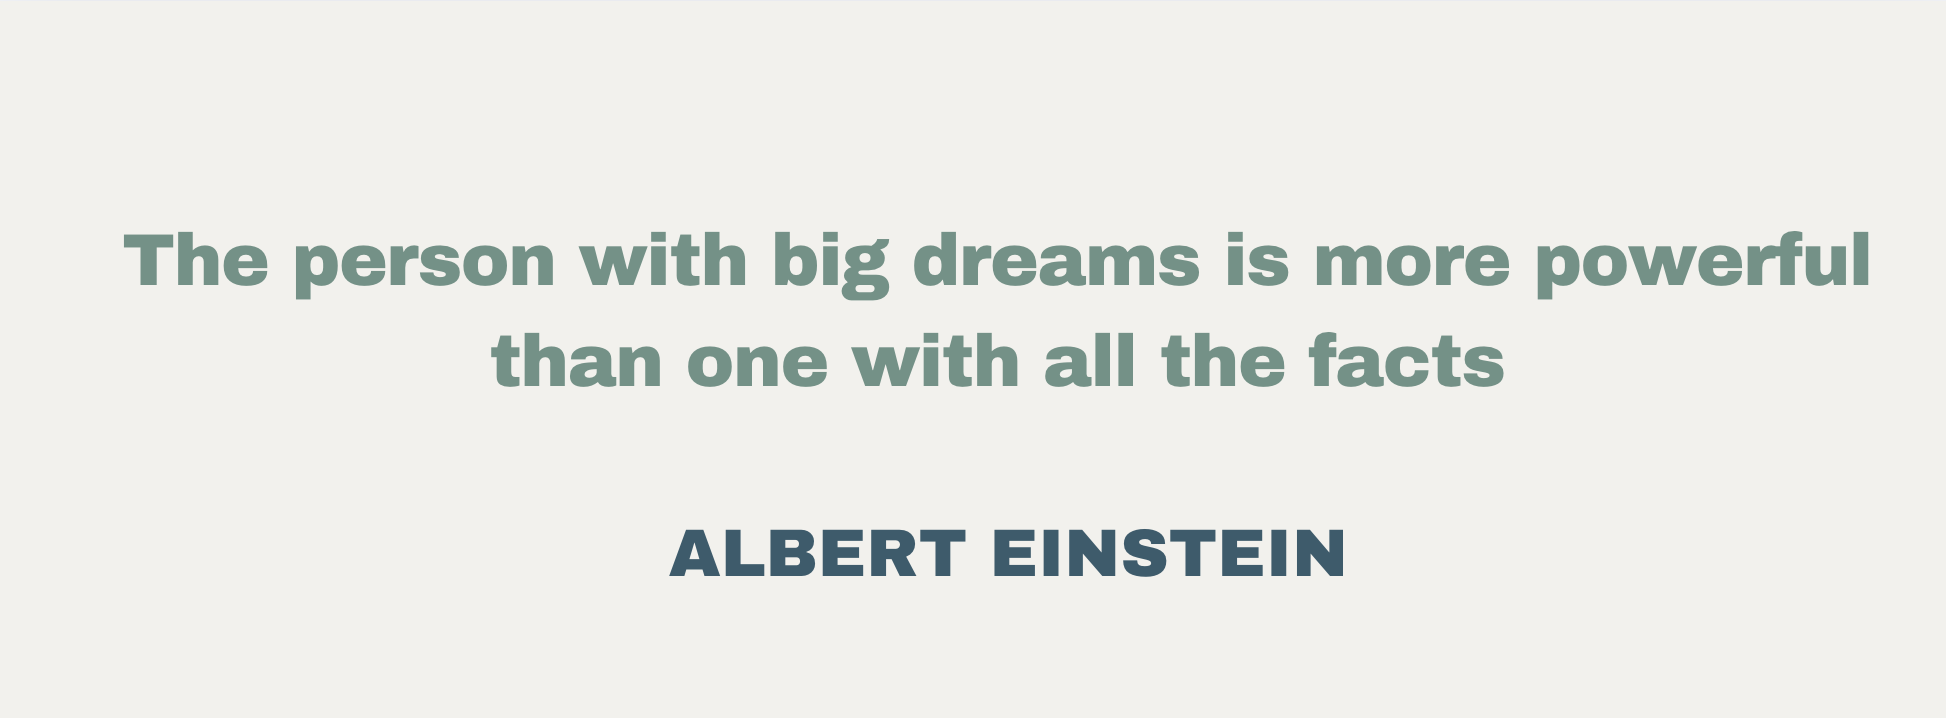 The person with big dreams is more powerful
than one with all the facts
ALBERT EINSTEIN